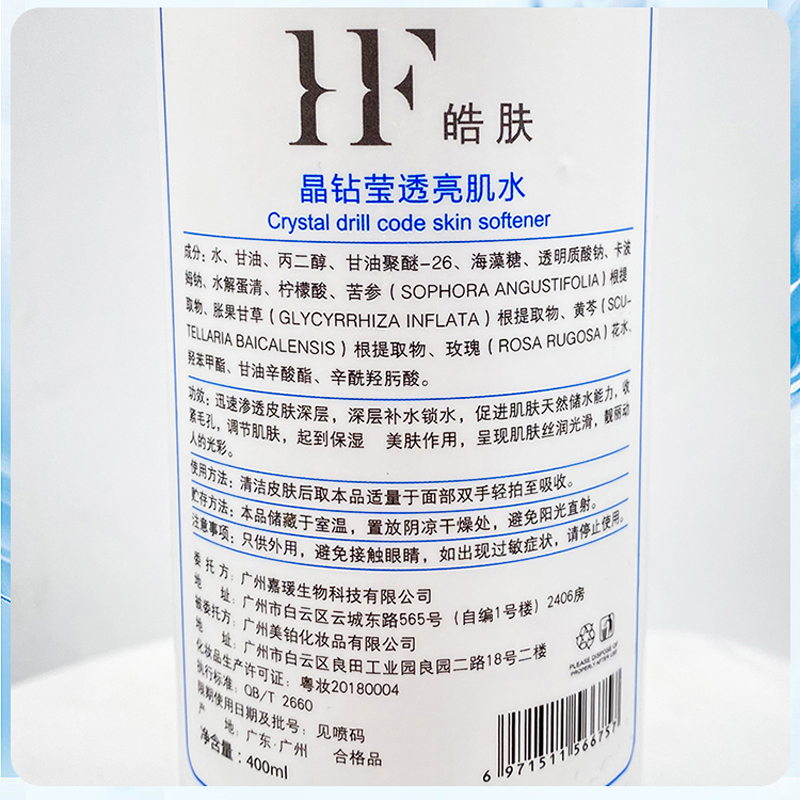 HF 皓肤
晶钻莹透亮肌水
Crystal drill code skin softener
成分：水、甘油、丙二醇、甘油聚醚-26、海藻糖、透明质酸钠、卡波
姆钠、水解蛋清、柠檬酸、苦参（SOPHORA ANGUSTIFOLIA）根提
取物、胀果甘草（GLYCYRRHIZA INFLATA）根提取物、黄芩（SCU-
TELLARIA BAICALENSIS）根提取物、玫瑰（ROSA RUGOSA）花水、
羟苯甲酯、甘油辛酸酯、辛酰羟肟酸。
功效：迅速渗透皮肤深层，深层补水锁水，促进肌肤天然储水能力，收
紧毛孔，调节肌肤，起到保湿 美肤作用，呈现肌肤丝润光滑，靓丽动
人的光彩。
使用方法：清洁皮肤后取本品适量于面部双手轻拍至吸收。
贮存方法：本品储藏于室温，置放阴凉干燥处，避免阳光直射。
注意事项：只供外用，避免接触眼睛，如出现过敏症状，请停止使用。
委托方：广州嘉瑗生物科技有限公司
地 址：广州市白云区云城东路565号（自编1号楼）2406房
被委托方：广州美铂化妆品有限公司
地 址：广州市白云区良田工业园良园二路18号二楼
化妆品生产许可证：粤妆20180004
执行标准：QB/T 2660
限期使用日期及批号：见喷码
产 地：广东·广州 合格品
净含量：400ml
PLEASE DISPOSE OF
PROPERLY AFTER USE
6 971511 566757